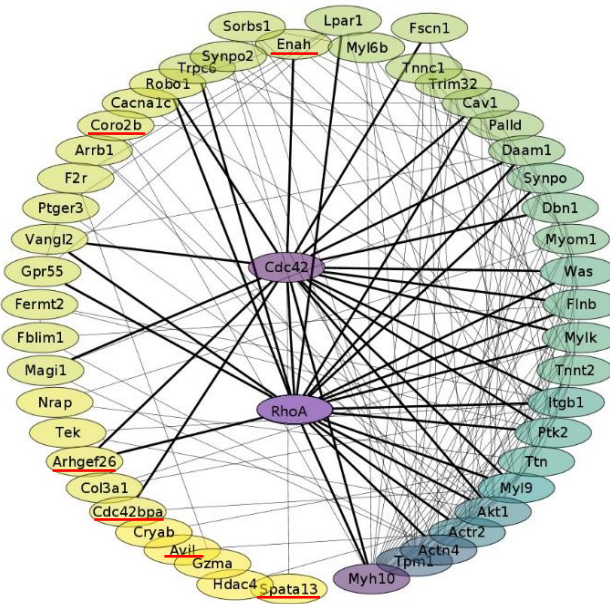 Sorbs1
Lpar1
Fscn1
Enah
Myl6b
Synpo2
Trpc6
Tnnc1
Robo1
Trim32
Cacna1c
Cav1
Coro2b
Palld
Arrb1
Daam1
F2r
Synpo
Ptger3
Dbn1
Vangl2
Myom1
Gpr55
Cdc42
Was
Fermt2
Flnb
Fblim1
Mylk
Magi1
Tnnt2
Nrap
RhoA
Itgb1
Tek
Ptk2
Arhgef26
Ttn
Col3a1
Myl9
Cdc42bpa
Akt1
Cryab
Actr2
Avil
Actn4
Gzma
Tpm1
Hdac4
Spata13
Myh10